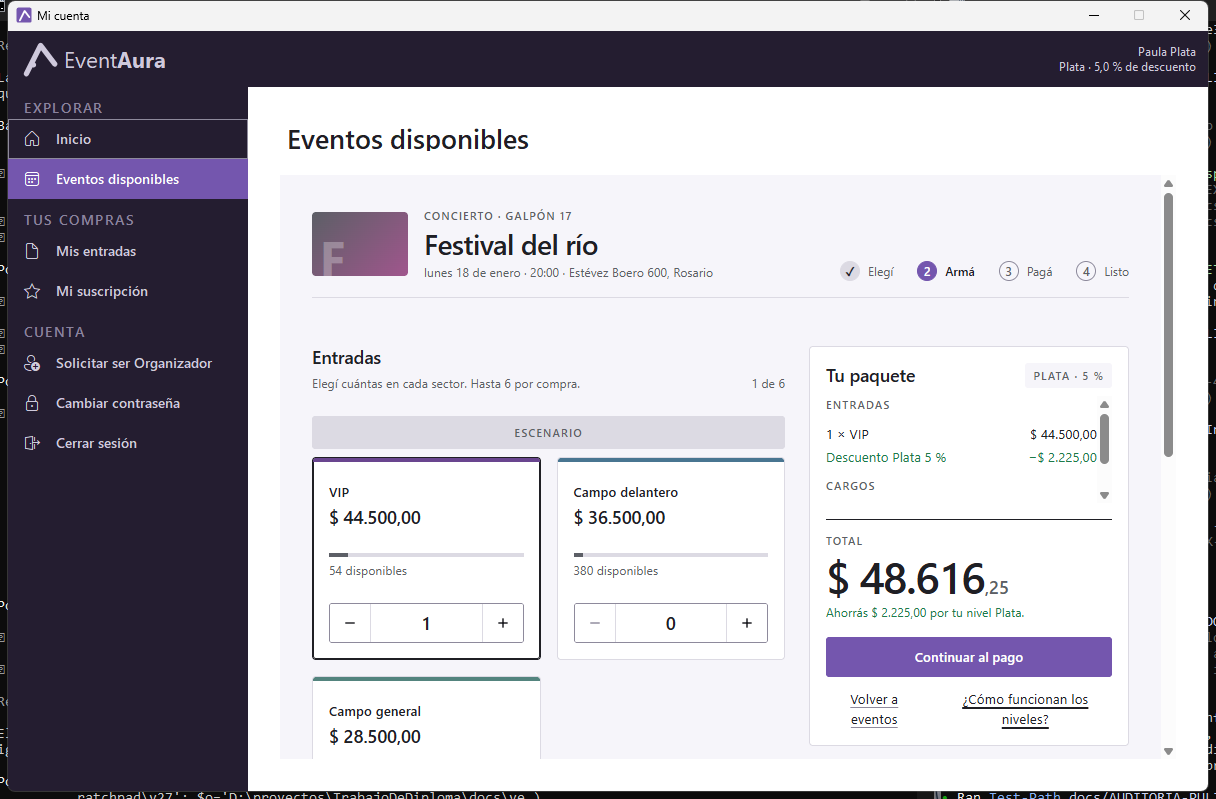 Mi cuenta
EventAura
Paula Plata
Plata · 5,0 % de descuento
EXPLORAR
Inicio
Eventos disponibles
TUS COMPRAS
Mis entradas
Mi suscripción
CUENTA
Solicitar ser Organizador
Cambiar contraseña
Cerrar sesión
Eventos disponibles
F
CONCIERTO · GALPÓN 17
Festival del río
lunes 18 de enero · 20:00 · Estévez Boero 600, Rosario
✓ Elegí
2 Armá
3 Pagá
4 Listo
Entradas
Elegí cuántas en cada sector. Hasta 6 por compra.
1 de 6
ESCENARIO
VIP
$ 44.500,00
54 disponibles
− 1 +
Campo delantero
$ 36.500,00
380 disponibles
− 0 +
Campo general
$ 28.500,00
Tu paquete
PLATA · 5 %
ENTRADAS
1 × VIP $ 44.500,00
Descuento Plata 5 % −$ 2.225,00
CARGOS
TOTAL
$ 48.616,25
Ahorrás $ 2.225,00 por tu nivel Plata.
Continuar al pago
Volver a
eventos
¿Cómo funcionan los
niveles?